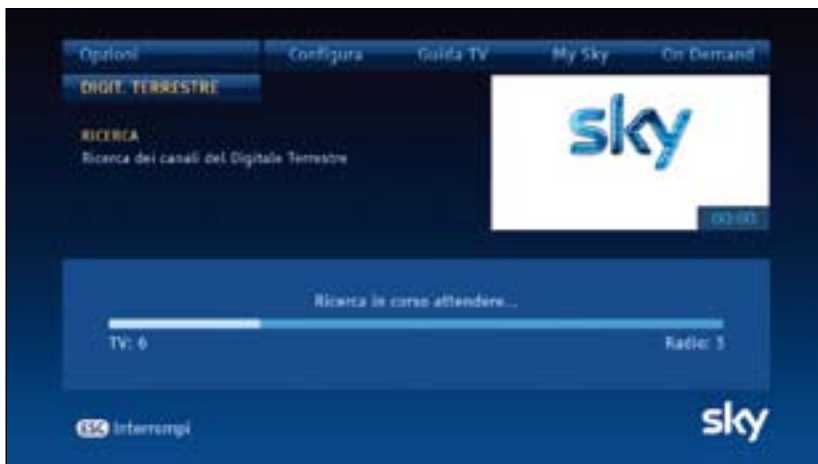 Opzioni Configura Guida TV My Sky On Demand
DIGIT. TERRESTRE
RICERCA
Ricerca dei canali del Digitale Terrestre
sky
00:00
Ricerca in corso attendere...
TV: 6 Radio: 3
ESC Interrompi
sky